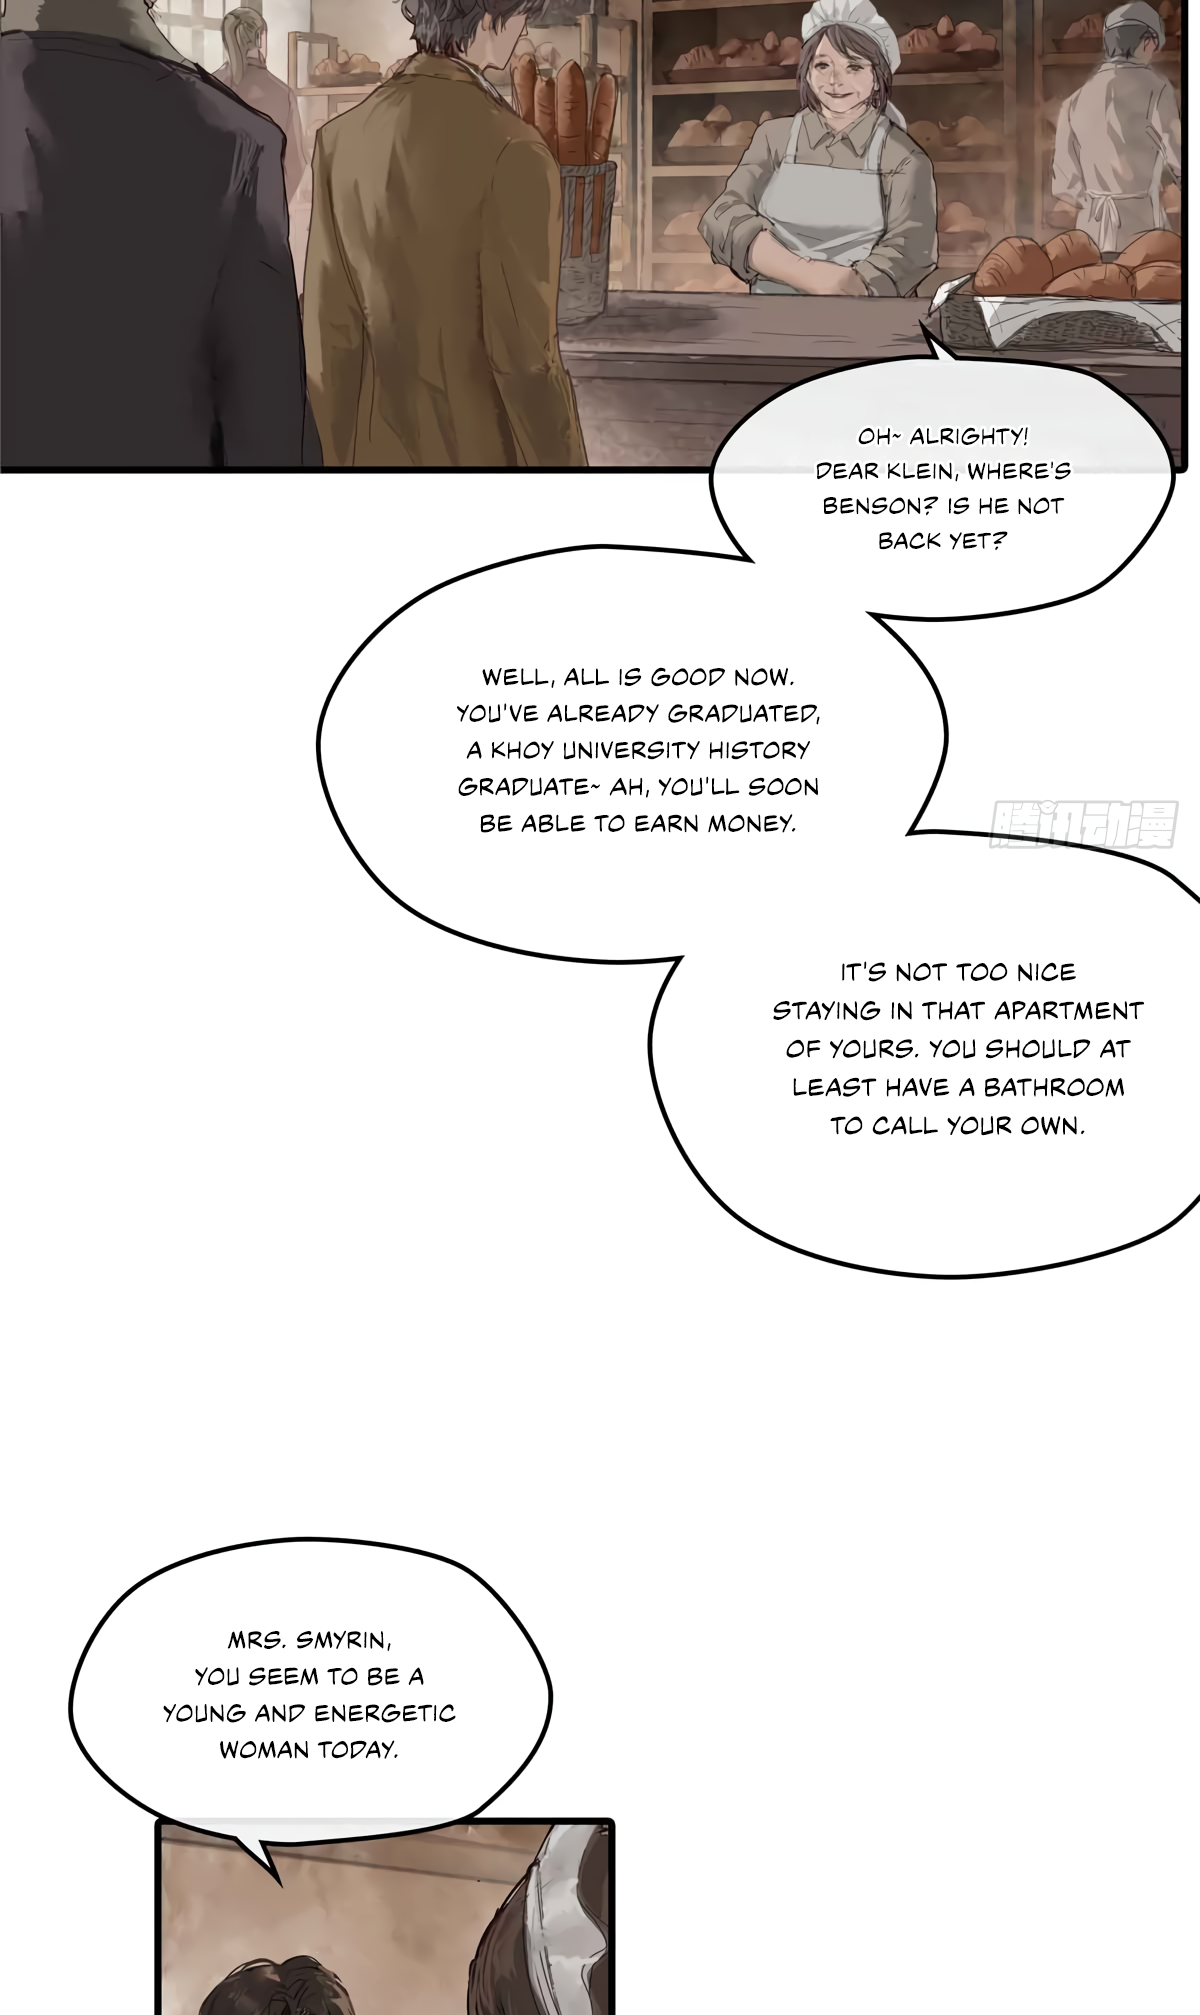 OH~ ALRIGHTY!
DEAR KLEIN, WHERE'S
BENSON? IS HE NOT
BACK YET?
WELL, ALL IS GOOD NOW.
YOU'VE ALREADY GRADUATED,
A KHOY UNIVERSITY HISTORY
GRADUATE~ AH, YOU'LL SOON
BE ABLE TO EARN MONEY.
腾讯动漫
IT'S NOT TOO NICE
STAYING IN THAT APARTMENT
OF YOURS. YOU SHOULD AT
LEAST HAVE A BATHROOM
TO CALL YOUR OWN.
MRS. SMYRIN,
YOU SEEM TO BE A
YOUNG AND ENERGETIC
WOMAN TODAY.